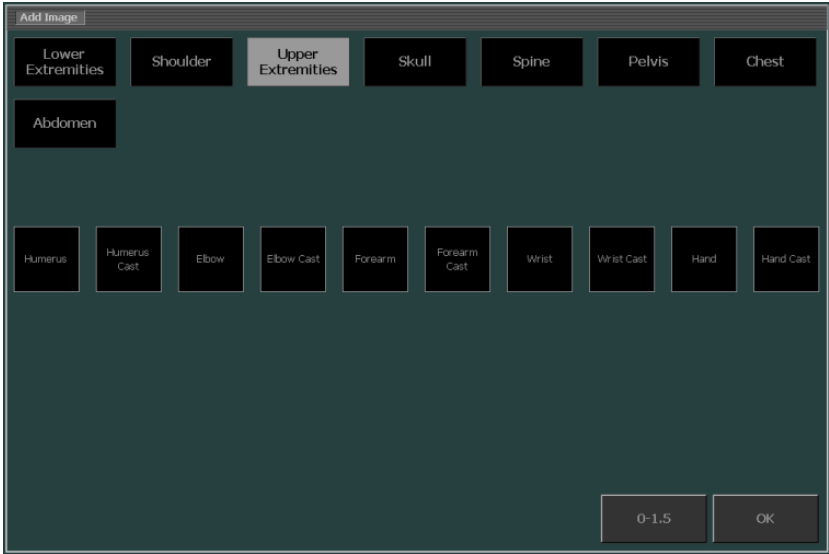 Add Image
Lower
Extremities
Shoulder
Upper
Extremities
Skull
Spine
Pelvis
Chest
Abdomen
Humerus
Humerus
Cast
Elbow
Elbow Cast
Forearm
Forearm
Cast
Wrist
Wrist Cast
Hand
Hand Cast
0-1.5
OK